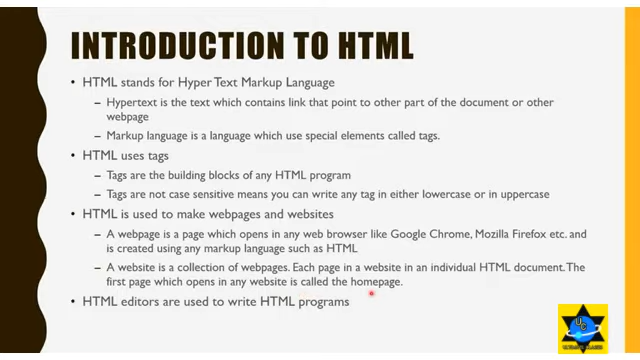 INTRODUCTION TO HTML
• HTML stands for Hyper Text Markup Language
– Hypertext is the text which contains link that point to other part of the document or other
webpage
– Markup language is a language which use special elements called tags.
• HTML uses tags
– Tags are the building blocks of any HTML program
– Tags are not case sensitive means you can write any tag in either lowercase or in uppercase
• HTML is used to make webpages and websites
– A webpage is a page which opens in any web browser like Google Chrome, Mozilla Firefox etc. and
is created using any markup language such as HTML
– A website is a collection of webpages. Each page in a website in an individual HTML document. The
first page which opens in any website is called the homepage.
• HTML editors are used to write HTML programs
UC